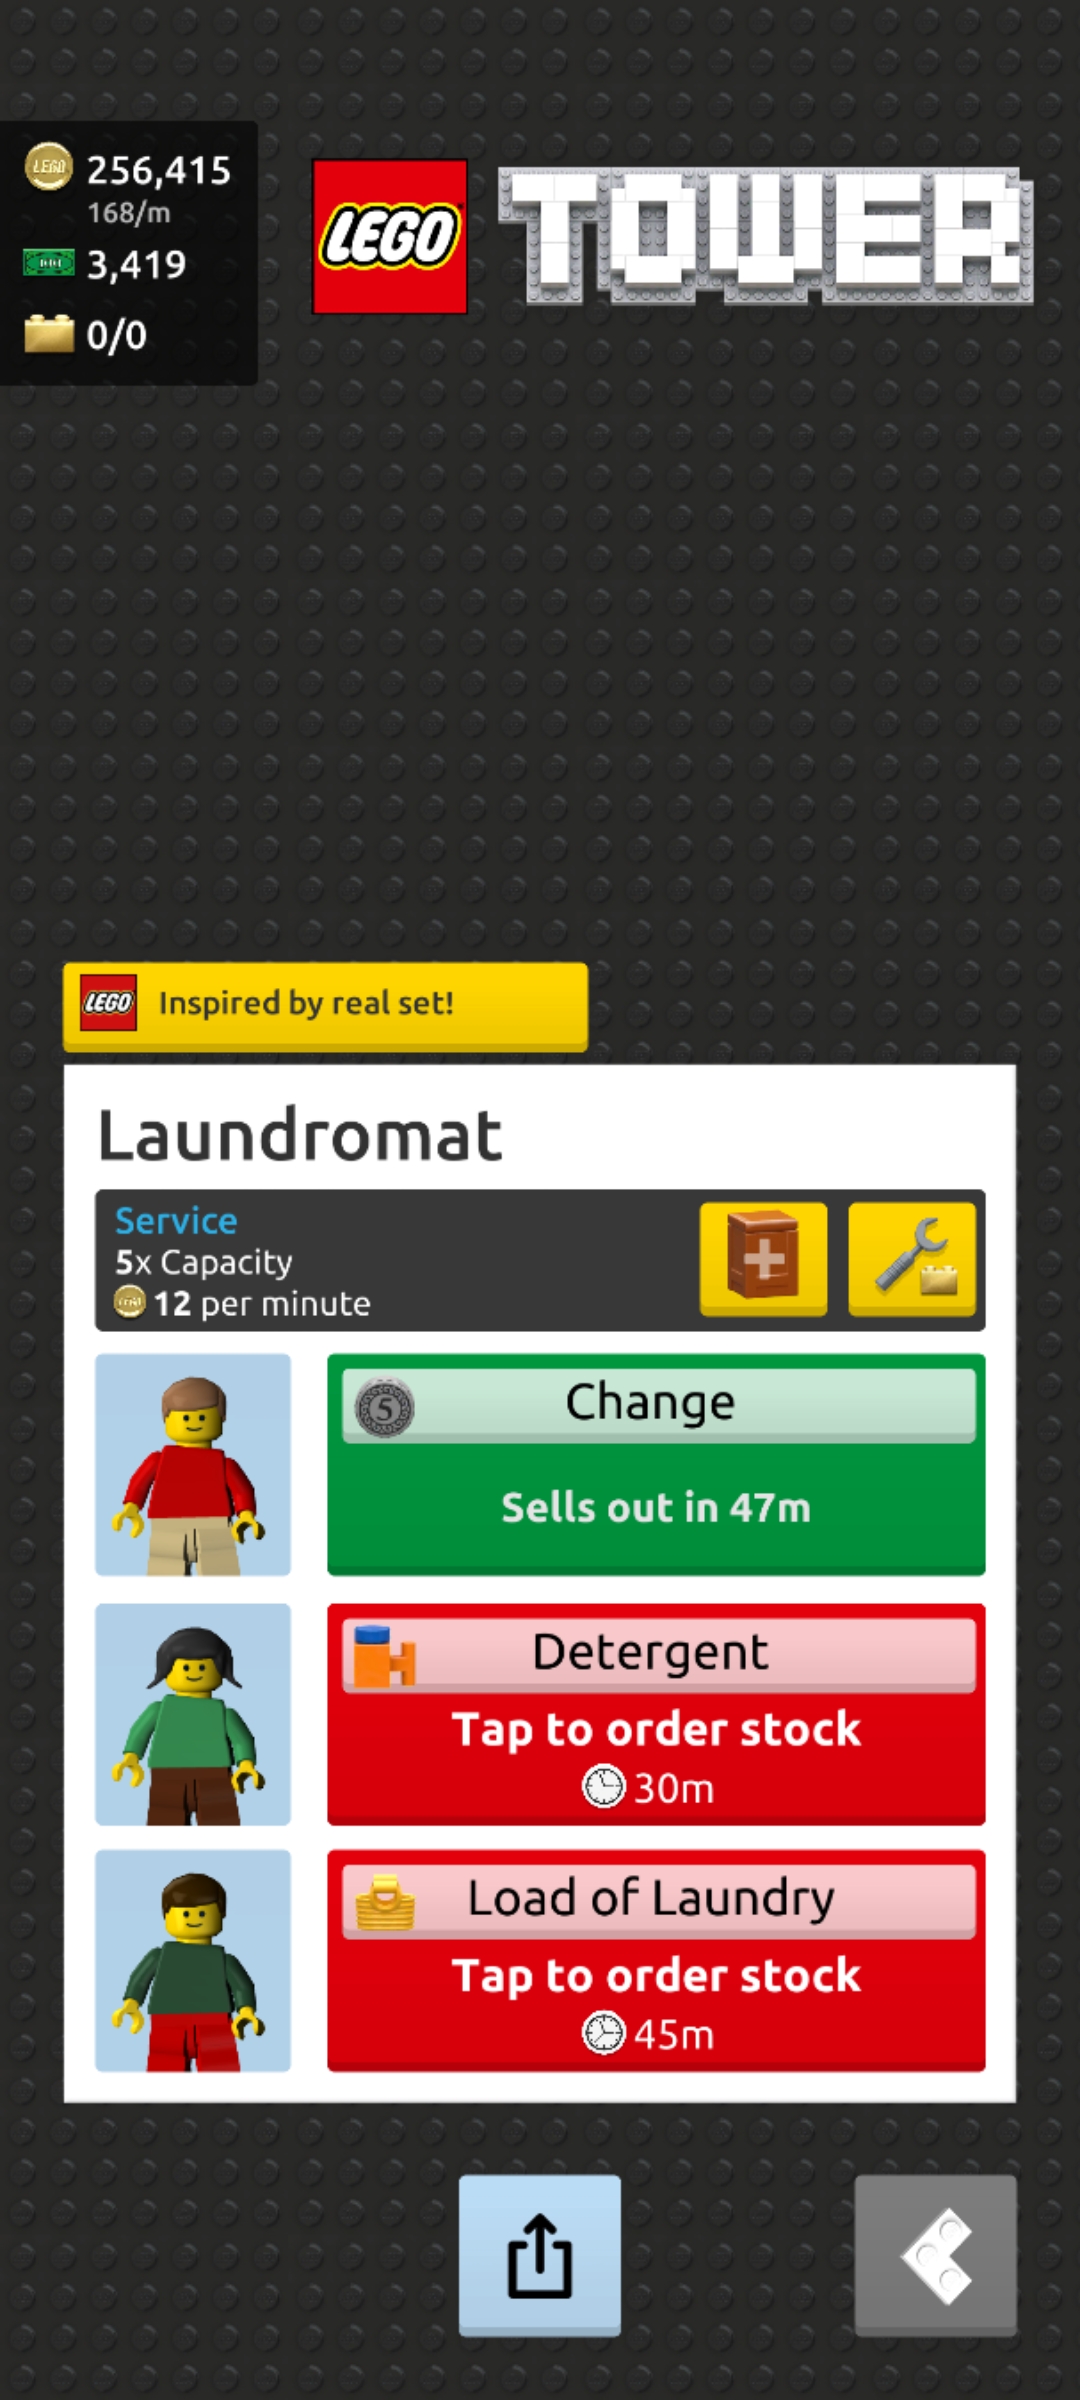 256,415
168/m
3,419
0/0
LEGO
TOWER
LEGO Inspired by real set!
Laundromat
Service
5x Capacity
12 per minute
5 Change
Sells out in 47m
Detergent
Tap to order stock
30m
Load of Laundry
Tap to order stock
45m